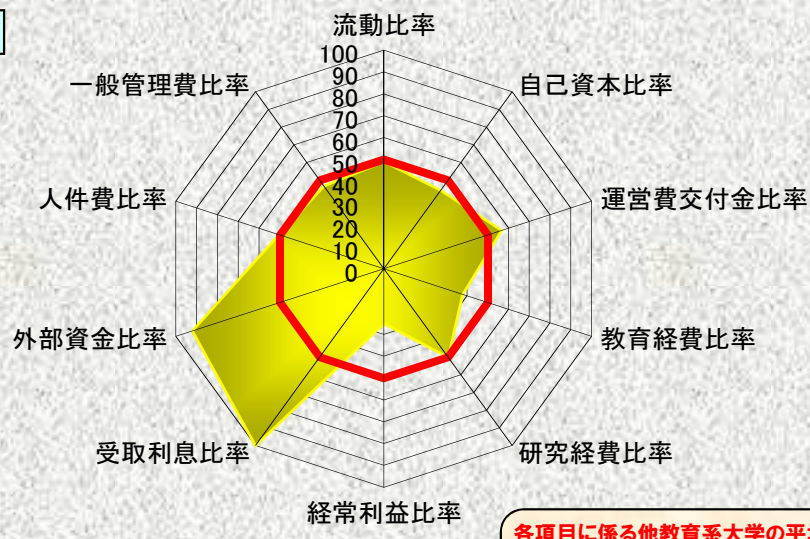 流動比率
自己資本比率
運営費交付金比率
教育経費比率
研究経費比率
経常利益比率
受取利息比率
外部資金比率
人件費比率
一般管理費比率
100
90
80
70
60
50
40
30
20
10
0
各項目に係る他教育系大学の平